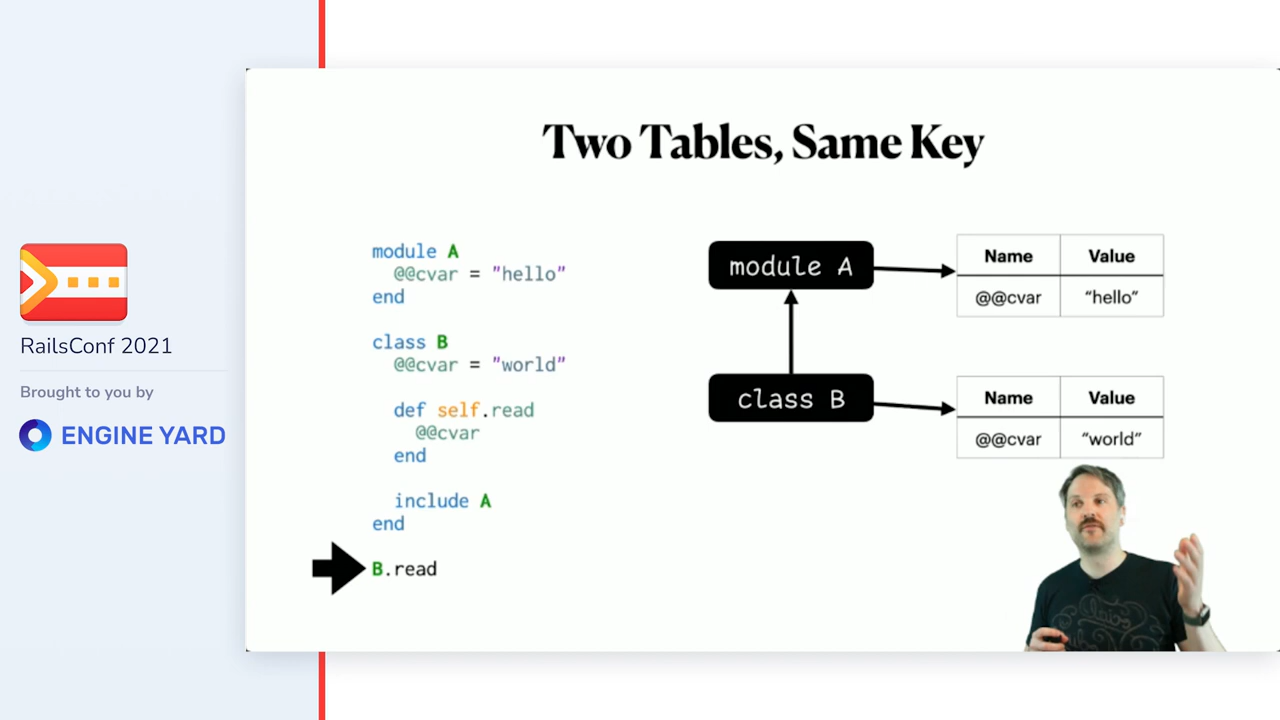 RailsConf 2021
Brought to you by
ENGINE YARD
Two Tables, Same Key
module A
@@cvar = "hello"
end
class B
@@cvar = "world"
def self.read
@@cvar
end
include A
end
B.read
module A
Name Value
@@cvar “hello”
class B
Name Value
@@cvar “world”